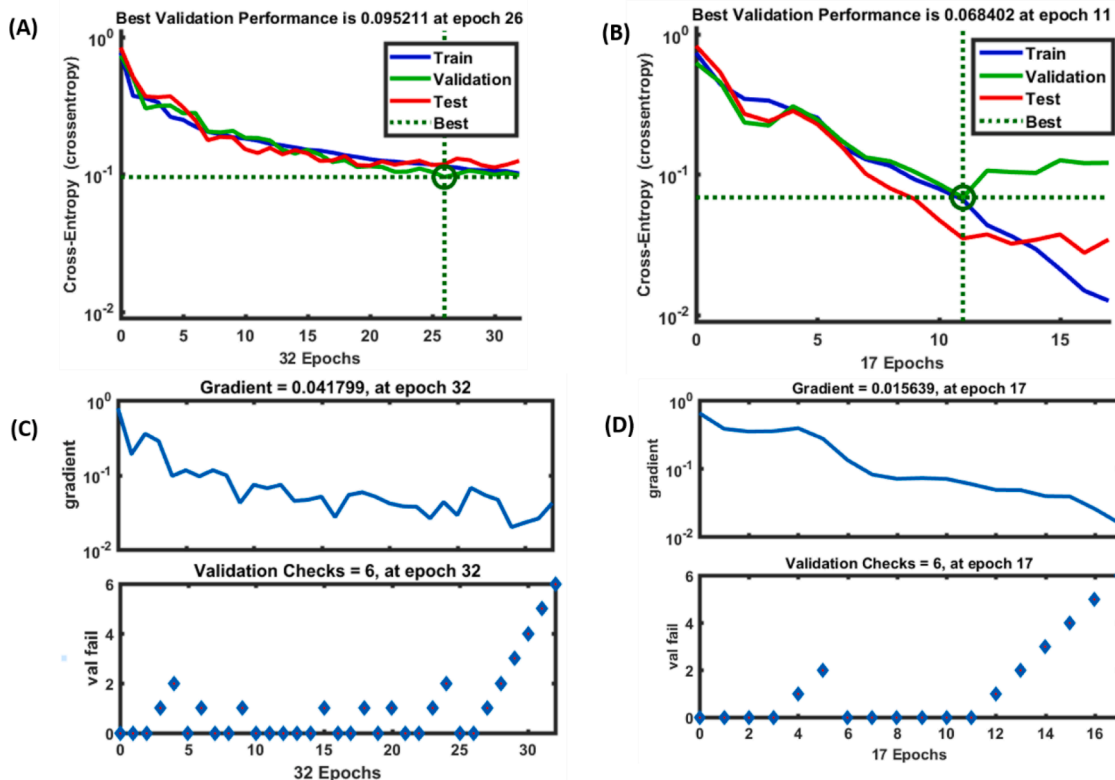 (A)
Best Validation Performance is 0.095211 at epoch 26
Cross-Entropy (crossentropy)
10^0
10^-1
10^-2
Train
Validation
Test
Best
0 5 10 15 20 25 30
32 Epochs
(B)
Best Validation Performance is 0.068402 at epoch 11
Cross-Entropy (crossentropy)
10^0
10^-1
10^-2
Train
Validation
Test
Best
0 5 10 15
17 Epochs
(C)
Gradient = 0.041799, at epoch 32
gradient
10^0
10^-1
10^-2
Validation Checks = 6, at epoch 32
val fail
6
4
2
0
0 5 10 15 20 25 30
32 Epochs
(D)
Gradient = 0.015639, at epoch 17
gradient
10^0
10^-1
10^-2
Validation Checks = 6, at epoch 17
val fail
6
4
2
0
0 2 4 6 8 10 12 14 16
17 Epochs